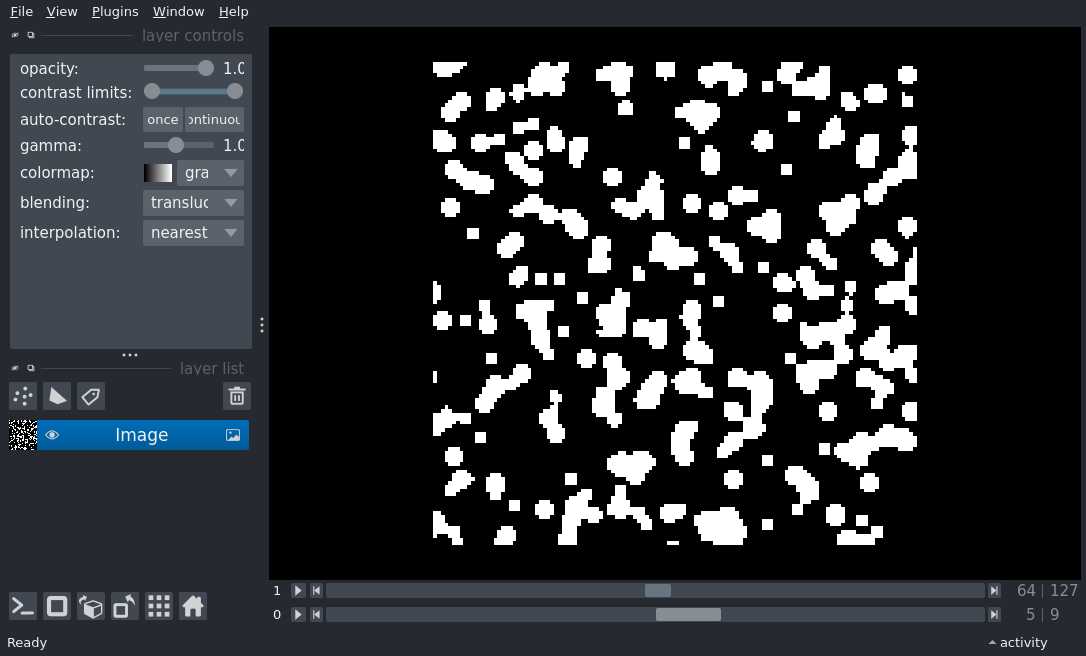 File View Plugins Window Help
layer controls
opacity: 1.0
contrast limits:
auto-contrast: once ontinuou
gamma: 1.0
colormap: gra
blending: transluc
interpolation: nearest
layer list
Image
1 64 | 127
0 5 | 9
Ready activity